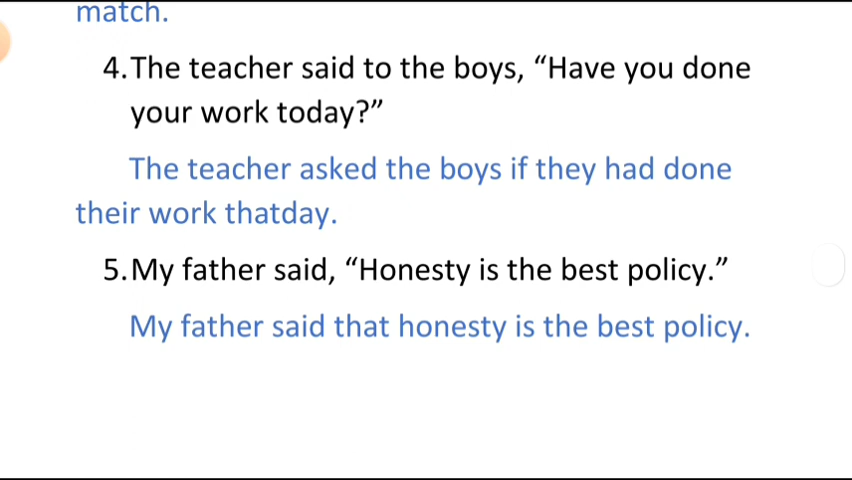 match.
4.The teacher said to the boys, “Have you done
your work today?”
The teacher asked the boys if they had done
their work thatday.
5.My father said, “Honesty is the best policy.”
My father said that honesty is the best policy.